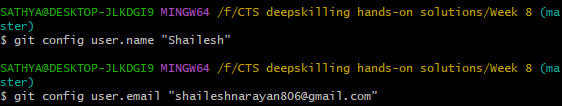 SATHYA@DESKTOP-JLKDGI9 MINGW64 /f/CTS deepskilling hands-on solutions/Week 8 (ma
ster)
$ git config user.name "Shailesh"
SATHYA@DESKTOP-JLKDGI9 MINGW64 /f/CTS deepskilling hands-on solutions/Week 8 (ma
ster)
$ git config user.email "shaileshnarayan806@gmail.com"